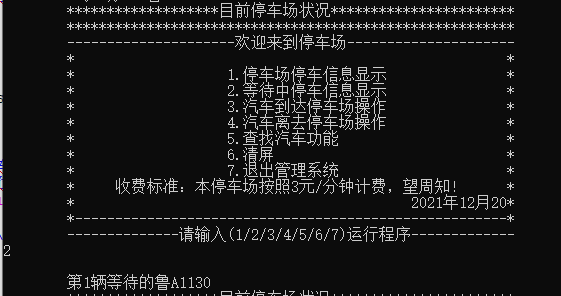 *******************目前停车场状况***********************
********************************************************
---------------------欢迎来到停车场---------------------
*                                                      *
*                   1.停车场停车信息显示               *
*                   2.等待中停车信息显示               *
*                   3.汽车到达停车场操作               *
*                   4.汽车离去停车场操作               *
*                   5.查找汽车功能                     *
*                   6.清屏                             *
*                   7.退出管理系统                     *
*     收费标准：本停车场按照3元/分钟计费，望周知!      *
*                                          2021年12月20*
*------------------------------------------------------*
--------------请输入(1/2/3/4/5/6/7)运行程序-------------
2
第1辆等待的鲁A1130
*******************目前停车场状况***********************